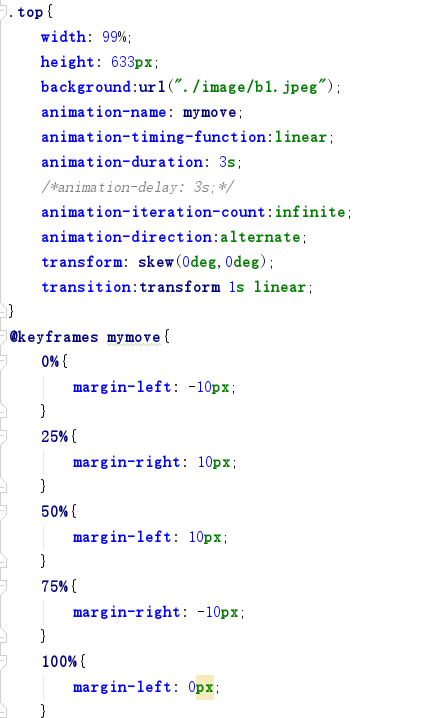 .top{
width: 99%;
height: 633px;
background:url("./image/b1.jpeg");
animation-name: mymove;
animation-timing-function:linear;
animation-duration: 3s;
/*animation-delay: 3s;*/
animation-iteration-count:infinite;
animation-direction:alternate;
transform: skew(0deg,0deg);
transition:transform 1s linear;
}
@keyframes mymove{
0%{
margin-left: -10px;
}
25%{
margin-right: 10px;
}
50%{
margin-left: 10px;
}
75%{
margin-right: -10px;
}
100%{
margin-left: 0px;
}